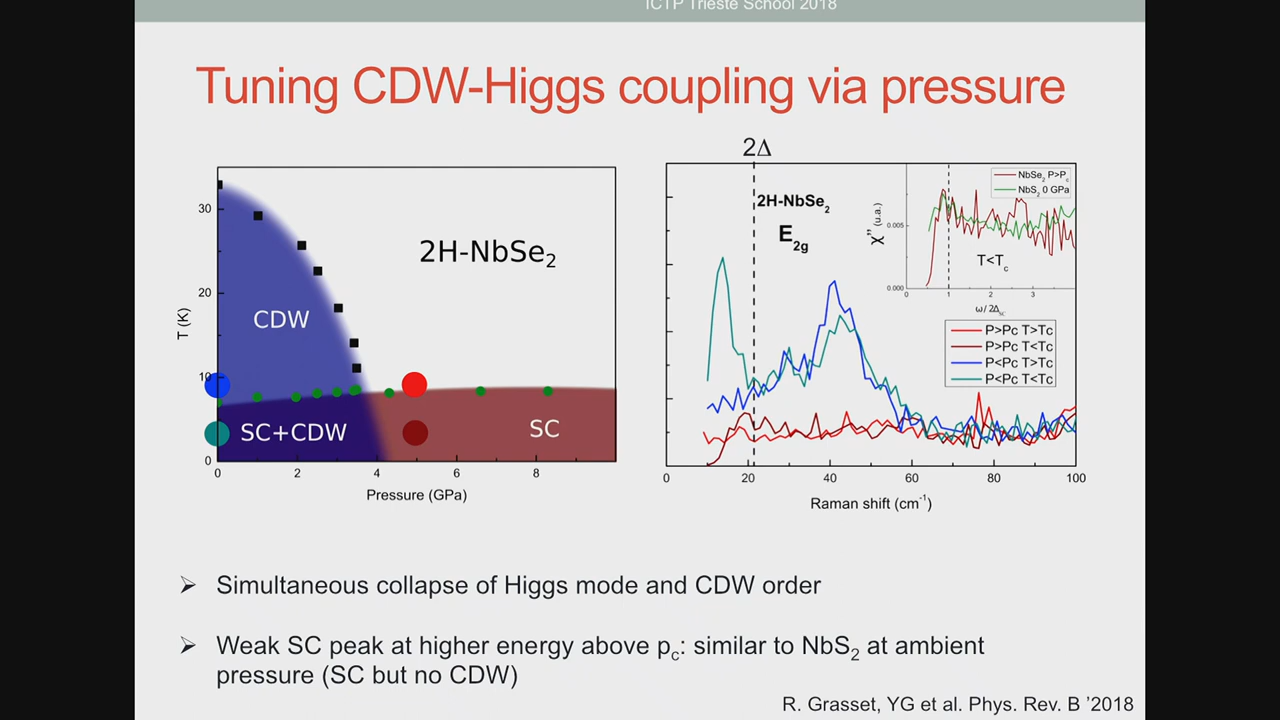 ICTP Trieste School 2018
Tuning CDW-Higgs coupling via pressure
2H-NbSe2
CDW
SC+CDW
SC
T (K)
30
20
10
0
0 2 4 6 8
Pressure (GPa)
2Δ
2H-NbSe2
E2g
NbSe2 P>Pc
NbS2 0 GPa
χ'' (u.a.)
0.005
0.000
T<Tc
0 1 2 3
ω/ 2ΔSC
P>Pc T>Tc
P>Pc T<Tc
P<Pc T>Tc
P<Pc T<Tc
0 20 40 60 80 100
Raman shift (cm-1)
➢ Simultaneous collapse of Higgs mode and CDW order
➢ Weak SC peak at higher energy above pc: similar to NbS2 at ambient
pressure (SC but no CDW)
R. Grasset, YG et al. Phys. Rev. B ’2018